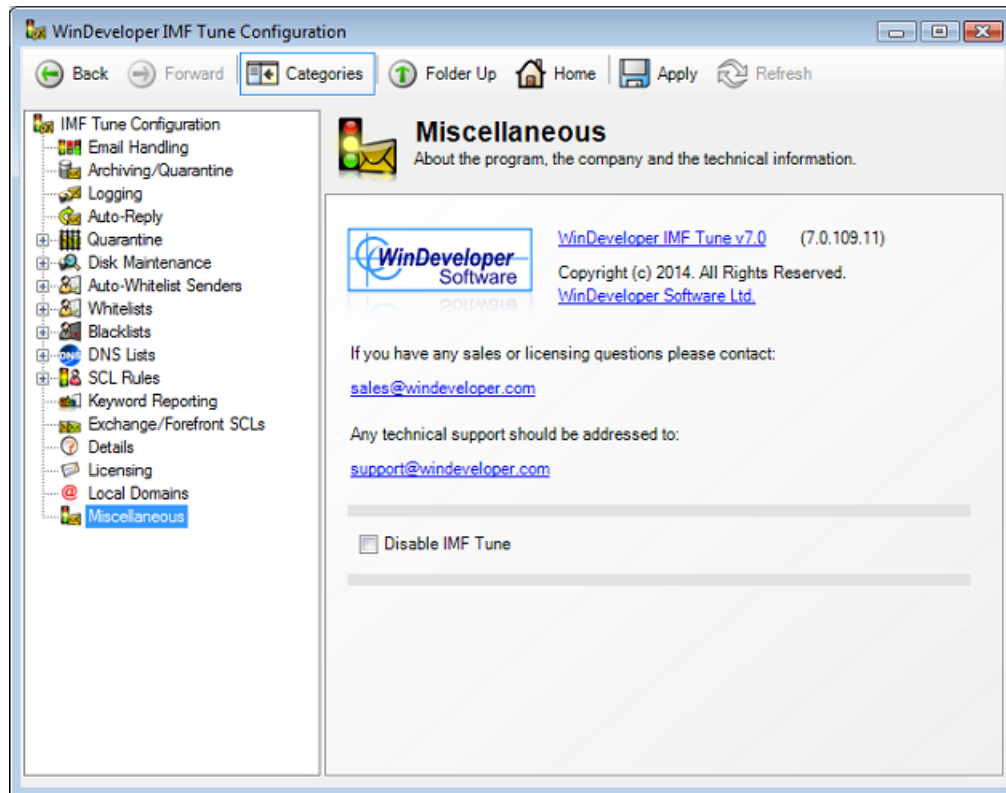 WinDeveloper IMF Tune Configuration
Back Forward Categories Folder Up Home Apply Refresh
IMF Tune Configuration
Email Handling
Archiving/Quarantine
Logging
Auto-Reply
Quarantine
Disk Maintenance
Auto-Whitelist Senders
Whitelists
Blacklists
DNS DNS Lists
SCL Rules
Keyword Reporting
Exchange/Forefront SCLs
Details
Licensing
@ Local Domains
Miscellaneous
Miscellaneous
About the program, the company and the technical information.
WinDeveloper
Software
WinDeveloper IMF Tune v7.0 (7.0.109.11)
Copyright (c) 2014. All Rights Reserved.
WinDeveloper Software Ltd.
If you have any sales or licensing questions please contact:
sales@windeveloper.com
Any technical support should be addressed to:
support@windeveloper.com
Disable IMF Tune